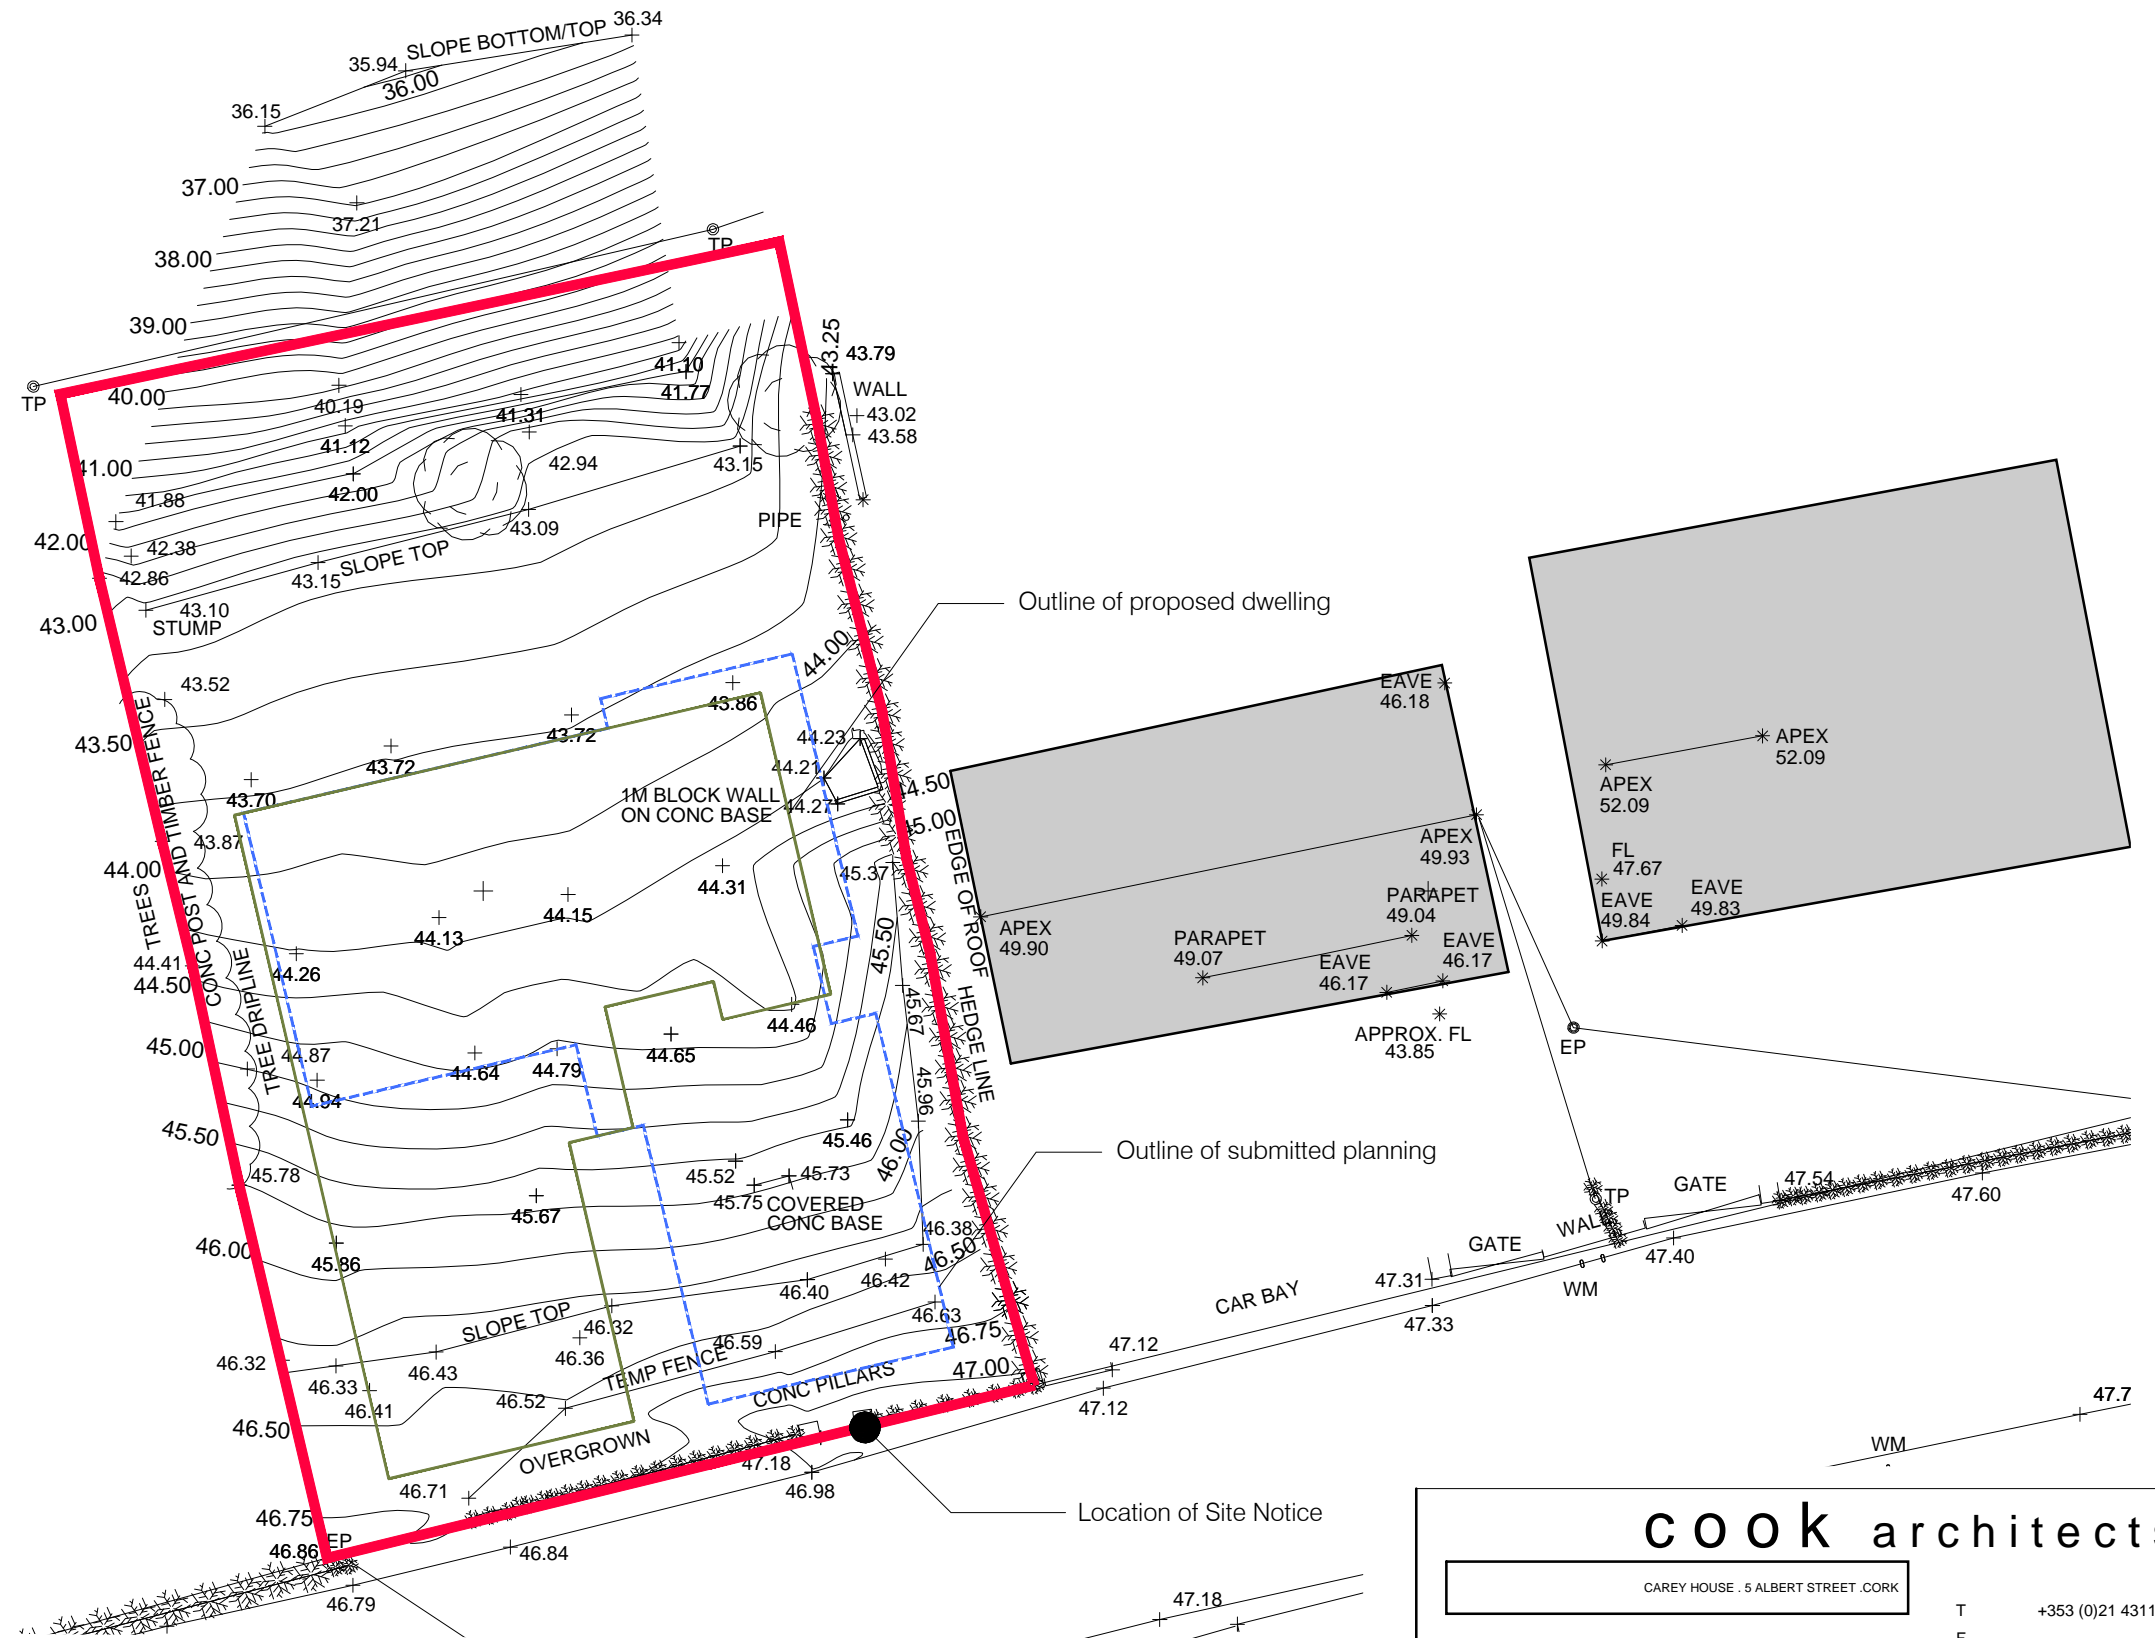 36.34
SLOPE BOTTOM/TOP
35.94
36.00
36.15
37.00
37.21
38.00
TP
39.00
43.25
43.79
41.10
41.77
WALL
TP
40.00
40.19
43.02
43.58
41.31
41.12
41.00
42.94
43.15
41.88
42.00
PIPE
43.09
42.00
42.38
SLOPE TOP
42.86
43.15
43.10
STUMP
43.00
Outline of proposed dwelling
44.00
43.52
EAVE
46.18
43.86
43.50
43.72
44.23
APEX
52.09
43.72
44.21
APEX
52.09
43.70
1M BLOCK WALL
ON CONC BASE
44.27
44.50
45.00
43.87
APEX
49.93
FL
47.67
44.00
44.31
45.37
EDGE OF ROOF
PARAPET
49.04
EAVE
49.84
EAVE
49.83
TREES
CONC POST AND TIMBER FENCE
44.15
44.13
APEX
49.90
PARAPET
49.07
EAVE
46.17
EAVE
46.17
45.50
44.41
44.26
44.50
TREE DRIPLINE
45.67
HEDGE LINE
44.46
APPROX. FL
43.85
EP
45.00
44.87
44.65
44.64
44.79
44.94
45.96
45.50
45.46
46.00
Outline of submitted planning
45.78
45.52
45.73
45.75
COVERED
CONC BASE
45.67
GATE
47.54
TP
47.60
WALL
46.38
46.50
46.00
45.86
GATE
47.40
46.42
47.31
WM
46.40
CAR BAY
SLOPE TOP
46.32
46.63
47.33
46.75
46.59
47.12
46.32
46.36
46.33
46.43
TEMP FENCE
CONC PILLARS
47.00
46.41
46.52
47.12
47.7
46.50
OVERGROWN
47.18
WM
46.71
46.98
Location of Site Notice
46.75
EP
46.86
46.84
cook architects
CAREY HOUSE . 5 ALBERT STREET .CORK
46.79
47.18
T +353 (0)21 4311